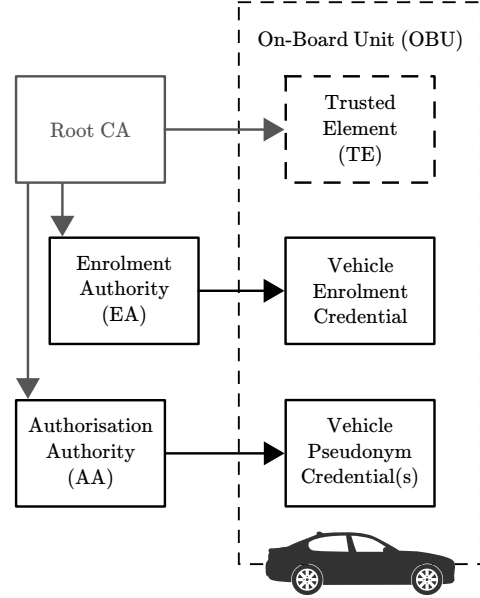 On-Board Unit (OBU)
Root CA
Trusted
Element
(TE)
Enrolment
Authority
(EA)
Vehicle
Enrolment
Credential
Authorisation
Authority
(AA)
Vehicle
Pseudonym
Credential(s)